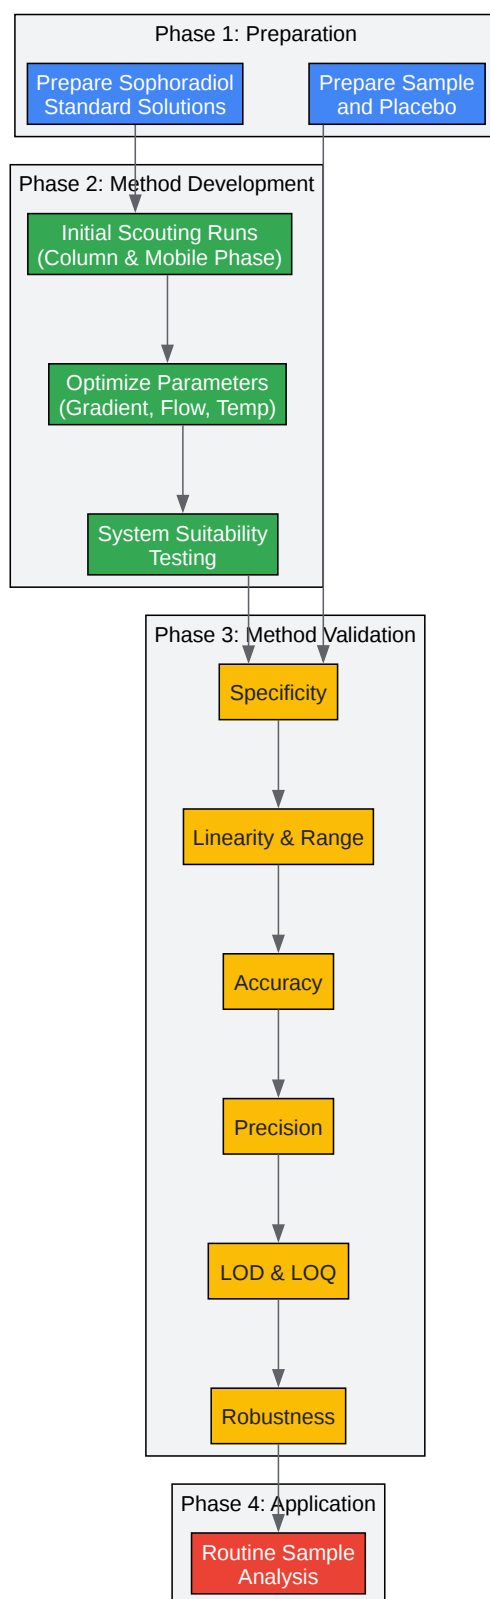 Phase 1: Preparation
Prepare Sophoradiol
Standard Solutions
Prepare Sample
and Placebo
Phase 2: Method Development
Initial Scouting Runs
(Column & Mobile Phase)
Optimize Parameters
(Gradient, Flow, Temp)
System Suitability
Testing
Phase 3: Method Validation
Specificity
Linearity & Range
Accuracy
Precision
LOD & LOQ
Robustness
Phase 4: Application
Routine Sample
Analysis